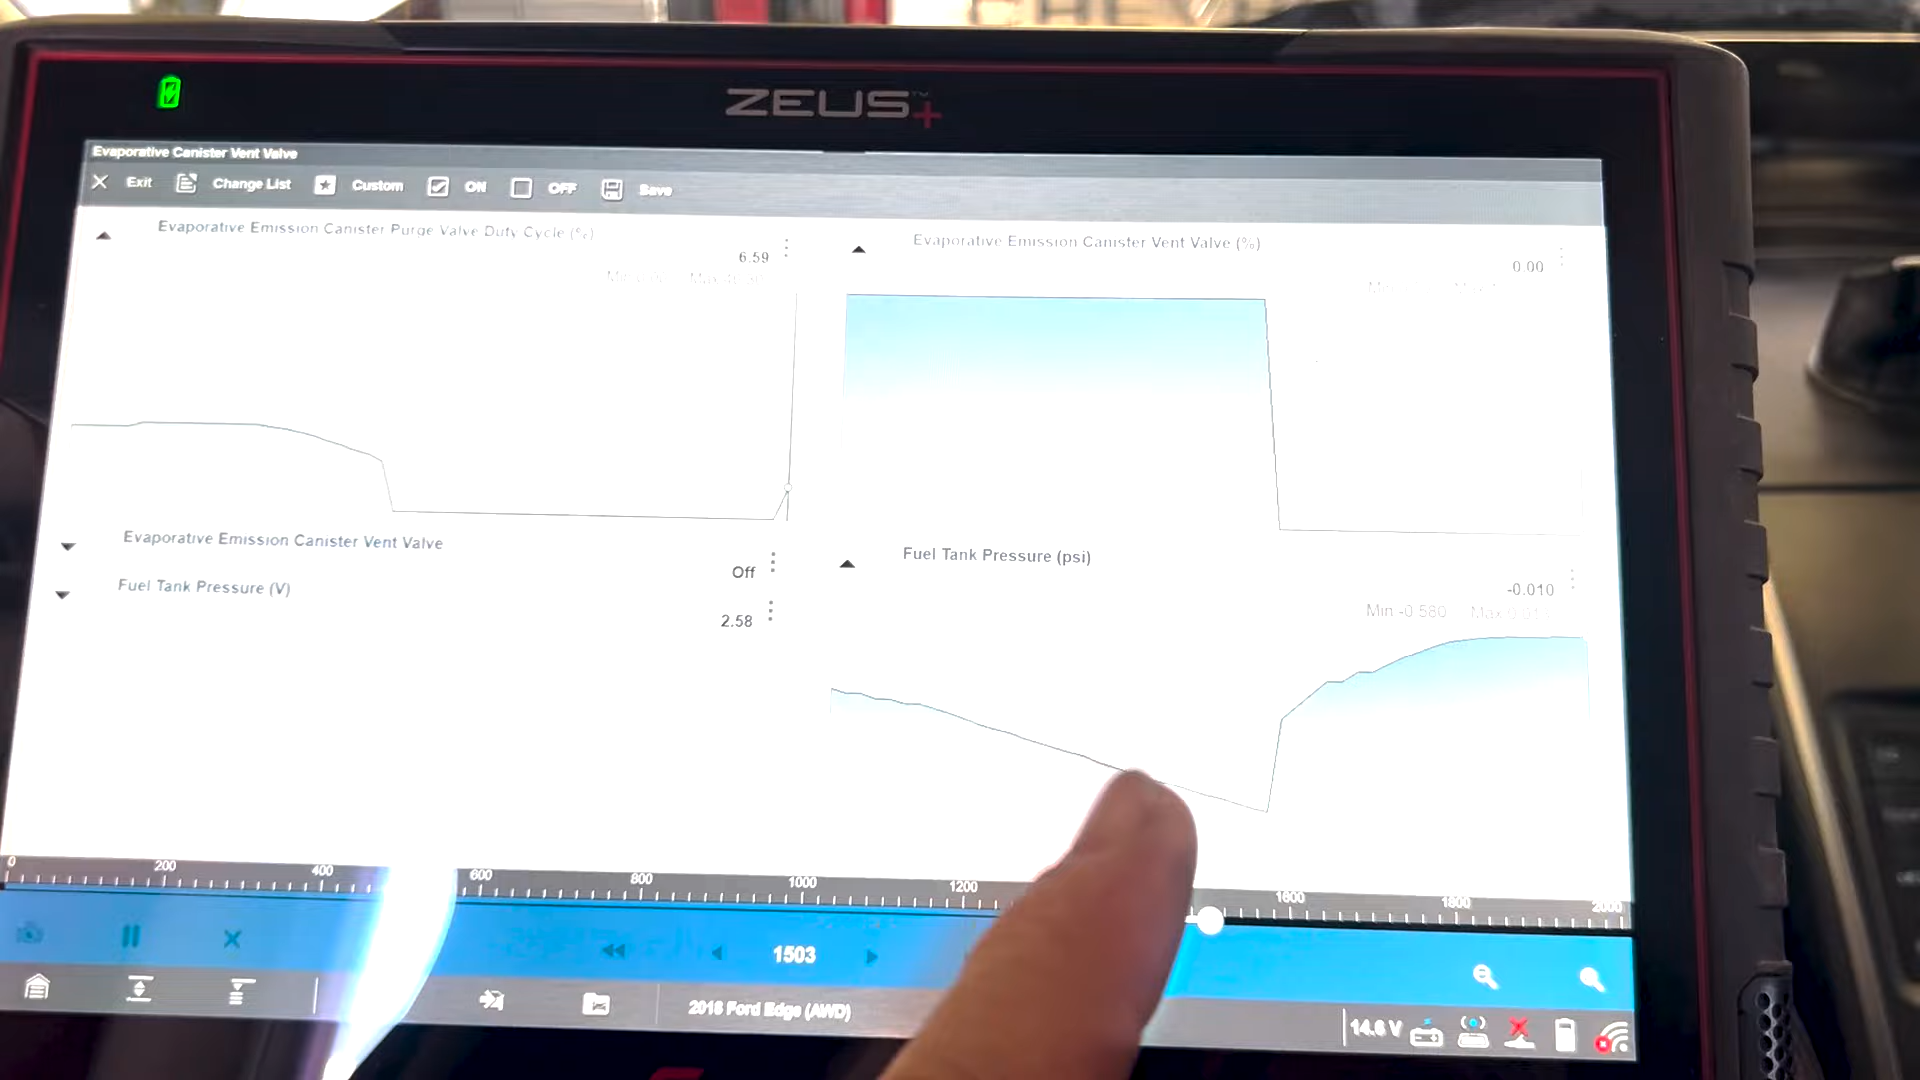 ZEUS+
Evaporative Canister Vent Valve
Exit Change List Custom ON OFF Save
Evaporative Emission Canister Purge Valve Duty Cycle (%)
6.59
Evaporative Emission Canister Vent Valve (%)
0.00
Evaporative Emission Canister Vent Valve
Off
Fuel Tank Pressure (V)
2.58
Fuel Tank Pressure (psi)
-0.010
Min -0.580 Max
0 200 400 600 800 1000 1200 1600 1800 2000
1503
2016 Ford Edge (AWD)
14.6 V